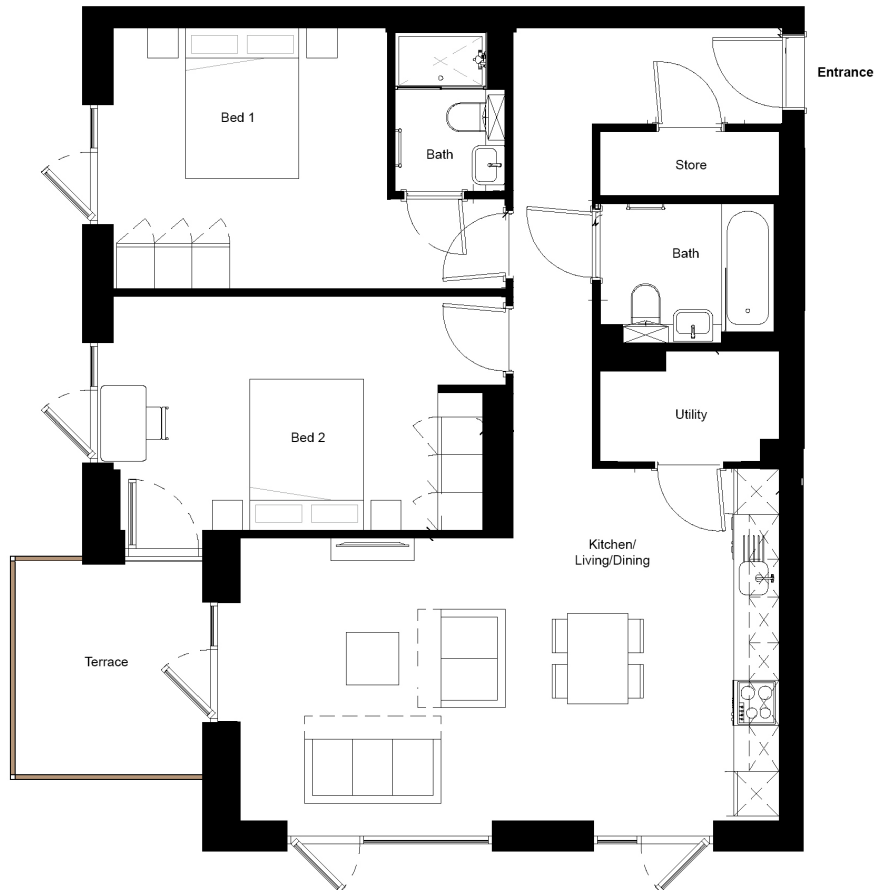 Entrance
Bed 1
Bath
Store
Bath
Utility
Bed 2
Kitchen/
Living/Dining
Terrace